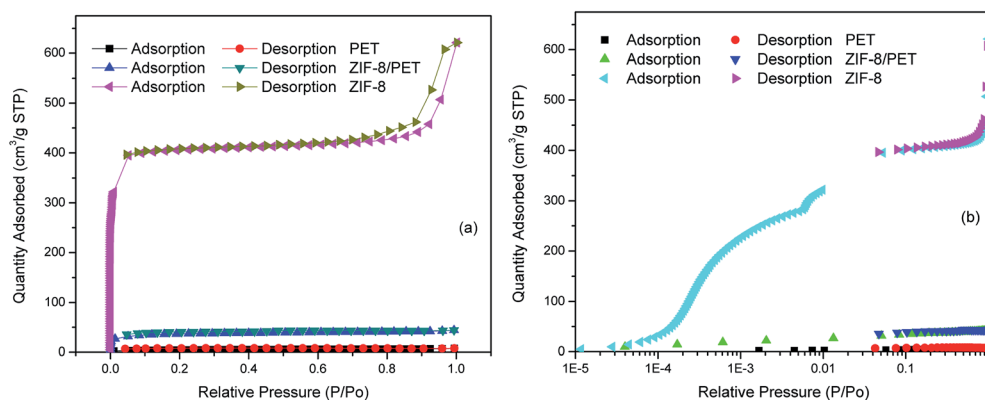 Adsorption Desorption PET
Adsorption Desorption ZIF-8/PET
Adsorption Desorption ZIF-8
Quantity Adsorbed (cm³/g STP)
600
500
400
300
200
100
0
0.0 0.2 0.4 0.6 0.8 1.0
Relative Pressure (P/Po)
(a)
Adsorption Desorption PET
Adsorption Desorption ZIF-8/PET
Adsorption Desorption ZIF-8
Quantity Adsorbed (cm³/g STP)
600
500
400
300
200
100
0
1E-5 1E-4 1E-3 0.01 0.1
Relative Pressure (P/Po)
(b)